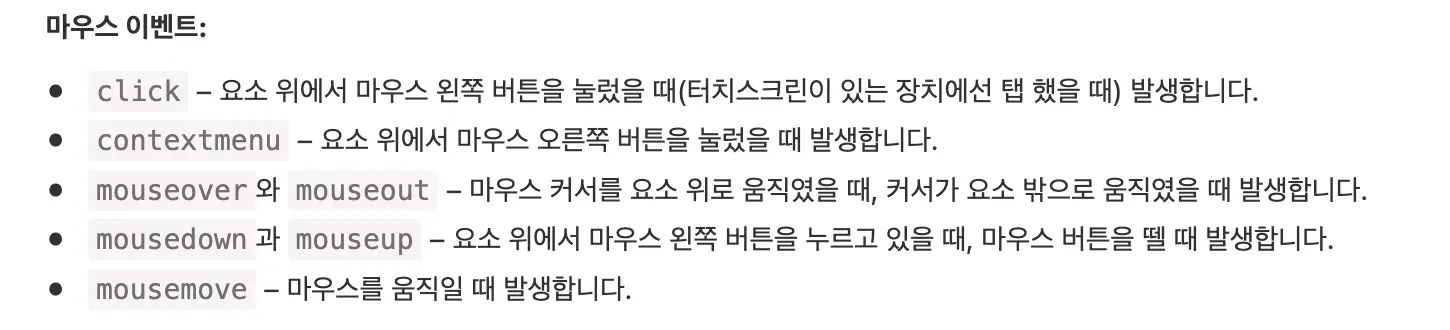 마우스 이벤트:
• click – 요소 위에서 마우스 왼쪽 버튼을 눌렀을 때(터치스크린이 있는 장치에선 탭 했을 때) 발생합니다.
• contextmenu – 요소 위에서 마우스 오른쪽 버튼을 눌렀을 때 발생합니다.
• mouseover와 mouseout – 마우스 커서를 요소 위로 움직였을 때, 커서가 요소 밖으로 움직였을 때 발생합니다.
• mousedown과 mouseup – 요소 위에서 마우스 왼쪽 버튼을 누르고 있을 때, 마우스 버튼을 뗄 때 발생합니다.
• mousemove – 마우스를 움직일 때 발생합니다.